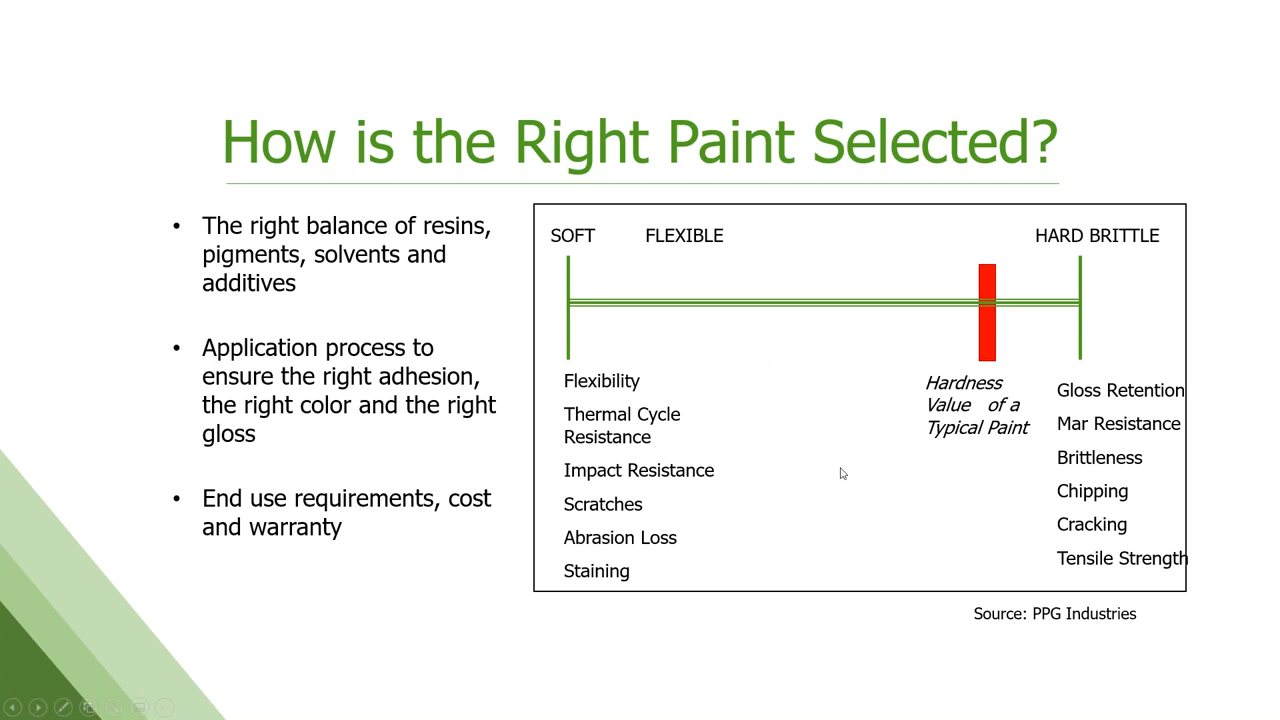 How is the Right Paint Selected?
• The right balance of resins,
pigments, solvents and
additives
• Application process to
ensure the right adhesion,
the right color and the right
gloss
• End use requirements, cost
and warranty
SOFT FLEXIBLE HARD BRITTLE
Flexibility
Thermal Cycle
Resistance
Impact Resistance
Scratches
Abrasion Loss
Staining
Hardness
Value of a
Typical Paint
Gloss Retention
Mar Resistance
Brittleness
Chipping
Cracking
Tensile Strength
Source: PPG Industries